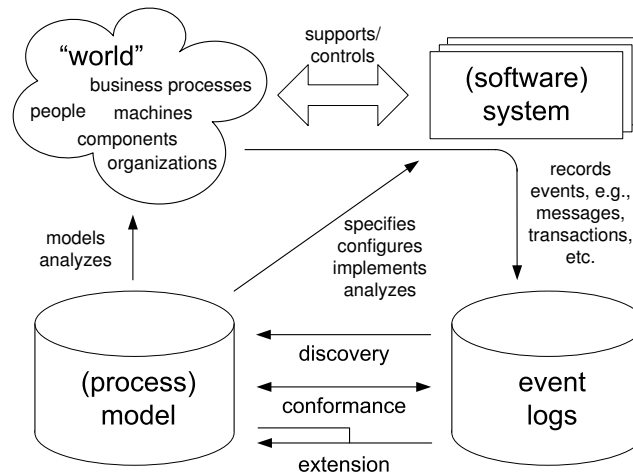 “world”
business processes
people machines
components
organizations
supports/
controls
(software)
system
records
events, e.g.,
messages,
transactions,
etc.
models
analyzes
specifies
configures
implements
analyzes
(process)
model
discovery
conformance
extension
event
logs